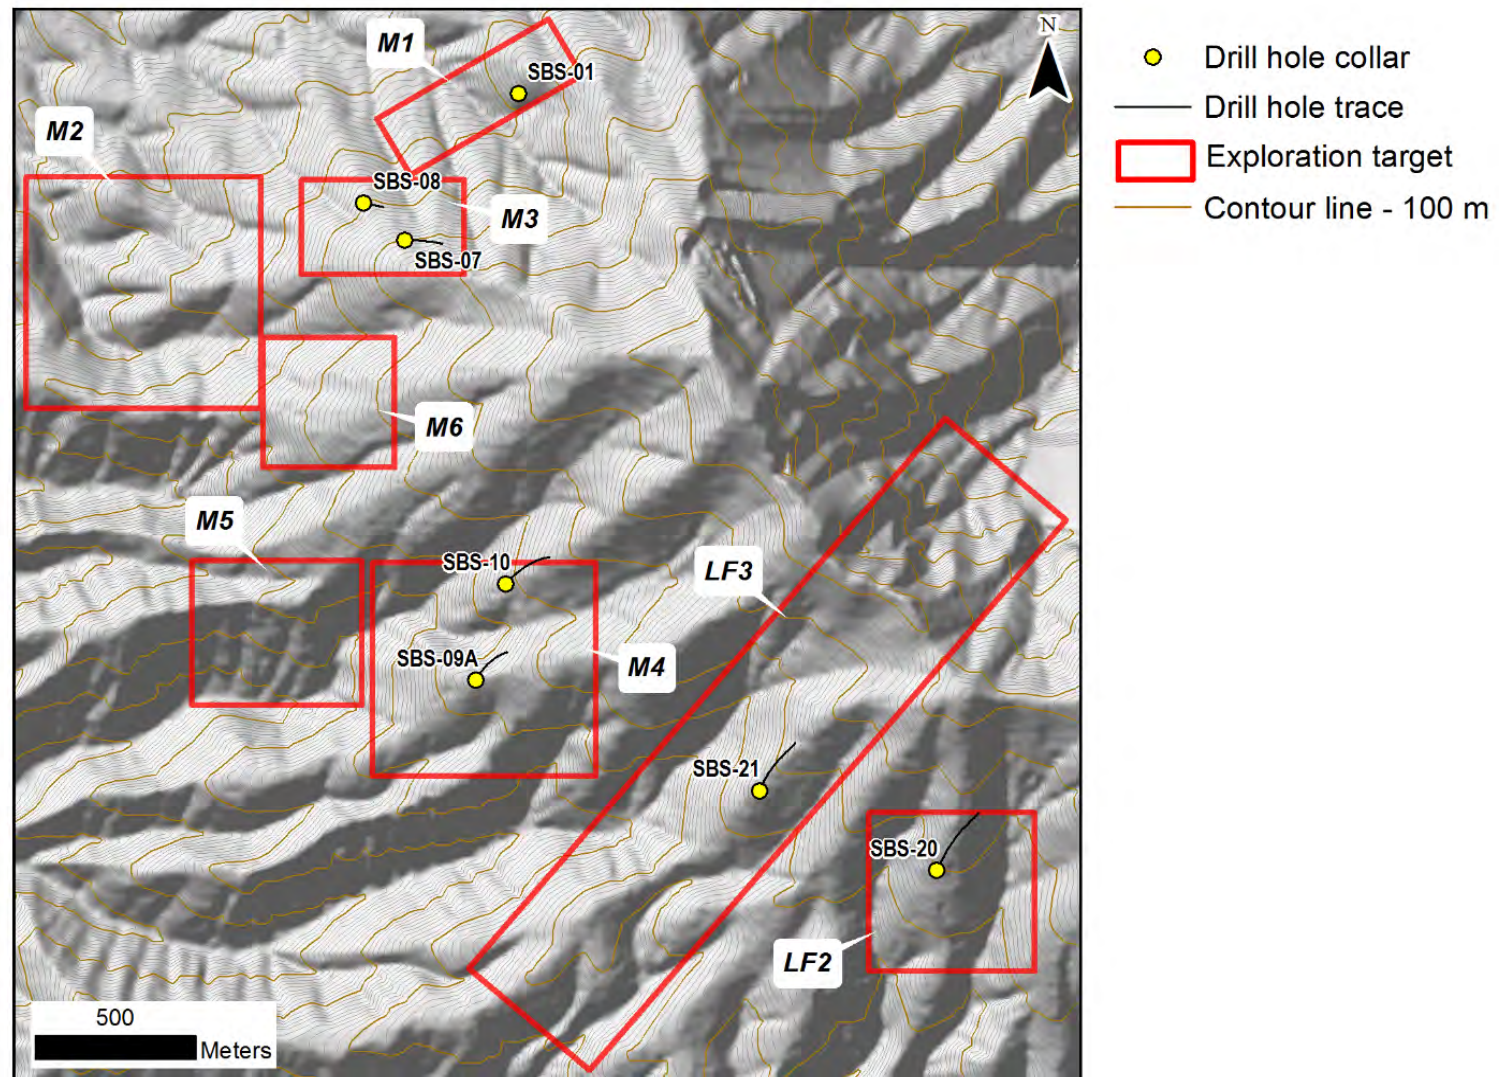 N
M1
SBS-01
M2
SBS-08
M3
SBS-07
M6
M5
SBS-10
LF3
SBS-09A
M4
SBS-21
SBS-20
LF2
500
Meters
Drill hole collar
Drill hole trace
Exploration target
Contour line - 100 m